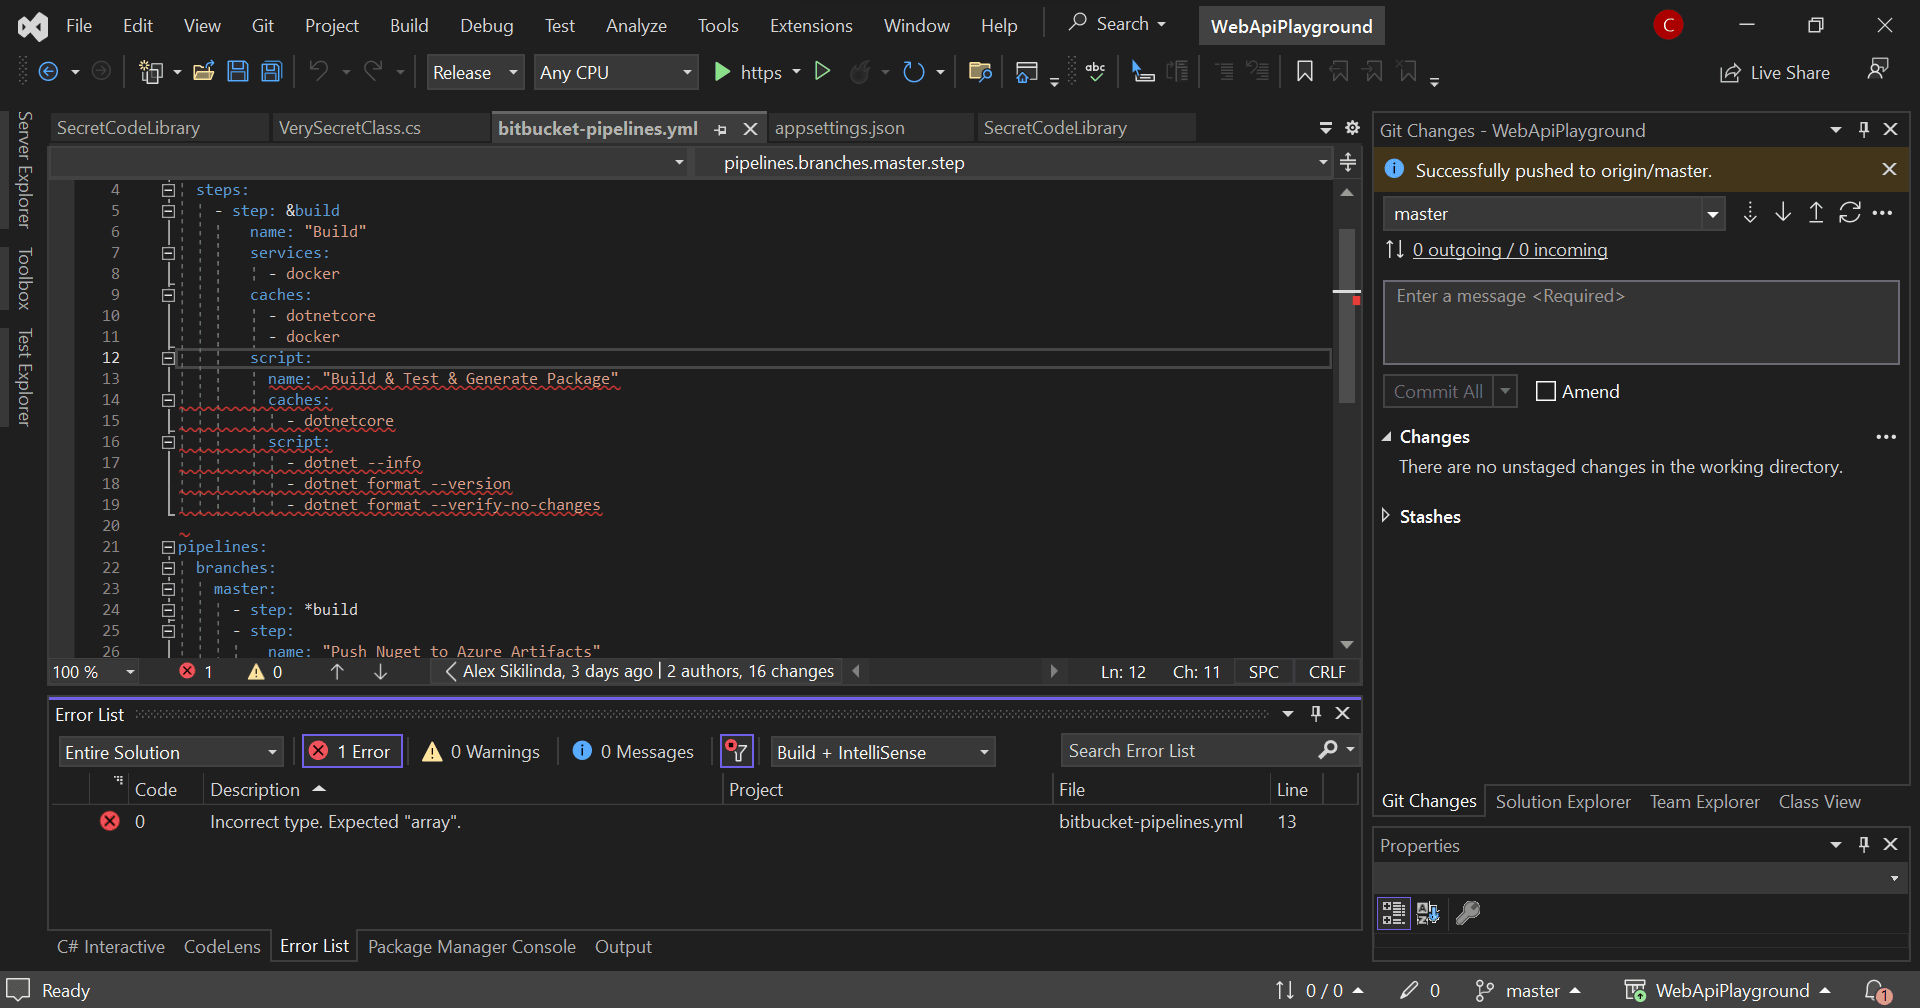 File Edit View Git Project Build Debug Test Analyze Tools Extensions Window Help Search WebApiPlayground C
Release Any CPU https abc Live Share
Server Explorer
Toolbox
Test Explorer
SecretCodeLibrary VerySecretClass.cs bitbucket-pipelines.yml appsettings.json SecretCodeLibrary
pipelines.branches.master.step
4 steps:
5 - step: &build
6 name: "Build"
7 services:
8 - docker
9 caches:
10 - dotnetcore
11 - docker
12 script:
13 name: "Build & Test & Generate Package"
14 caches:
15 - dotnetcore
16 script:
17 - dotnet --info
18 - dotnet format --version
19 - dotnet format --verify-no-changes
20
21 pipelines:
22 branches:
23 master:
24 - step: *build
25 - step:
26 name: "Push Nuget to Azure Artifacts"
100 % 1 0 Alex Sikilinda, 3 days ago | 2 authors, 16 changes Ln: 12 Ch: 11 SPC CRLF
Error List
Entire Solution 1 Error 0 Warnings 0 Messages Build + IntelliSense Search Error List
Code Description Project File Line
0 Incorrect type. Expected "array". bitbucket-pipelines.yml 13
C# Interactive CodeLens Error List Package Manager Console Output
Git Changes - WebApiPlayground
Successfully pushed to origin/master.
master
0 outgoing / 0 incoming
Enter a message <Required>
Commit All Amend
Changes
There are no unstaged changes in the working directory.
Stashes
Git Changes Solution Explorer Team Explorer Class View
Properties
Ready 0 / 0 0 master WebApiPlayground 1